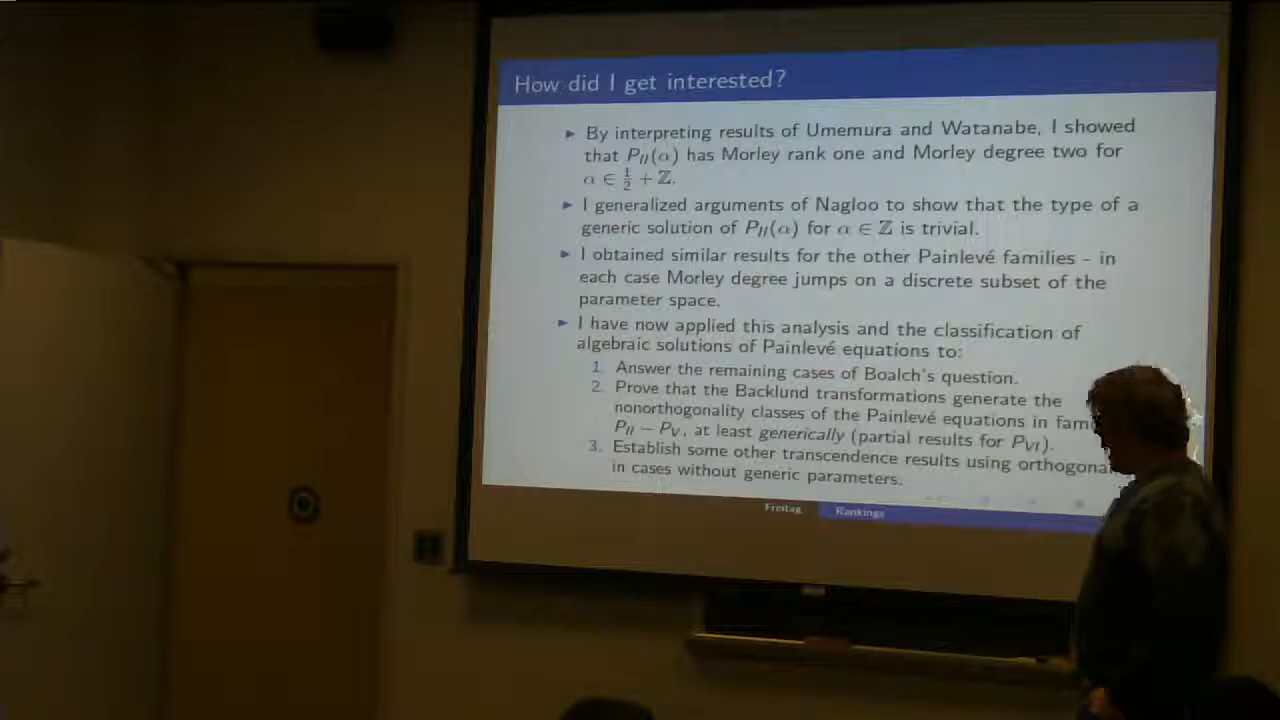 How did I get interested?
► By interpreting results of Umemura and Watanabe, I showed
that P_II(α) has Morley rank one and Morley degree two for
α ∈ 1/2 + ℤ.
► I generalized arguments of Nagloo to show that the type of a
generic solution of P_II(α) for α ∈ ℤ is trivial.
► I obtained similar results for the other Painlevé families – in
each case Morley degree jumps on a discrete subset of the
parameter space.
► I have now applied this analysis and the classification of
algebraic solutions of Painlevé equations to:
1. Answer the remaining cases of Boalch's question.
2. Prove that the Backlund transformations generate the
nonorthogonality classes of the Painlevé equations in
P_II – P_V, at least generically (partial results for P_VI).
3. Establish some other transcendence results using
in cases without generic parameters.
Freitag Rankings